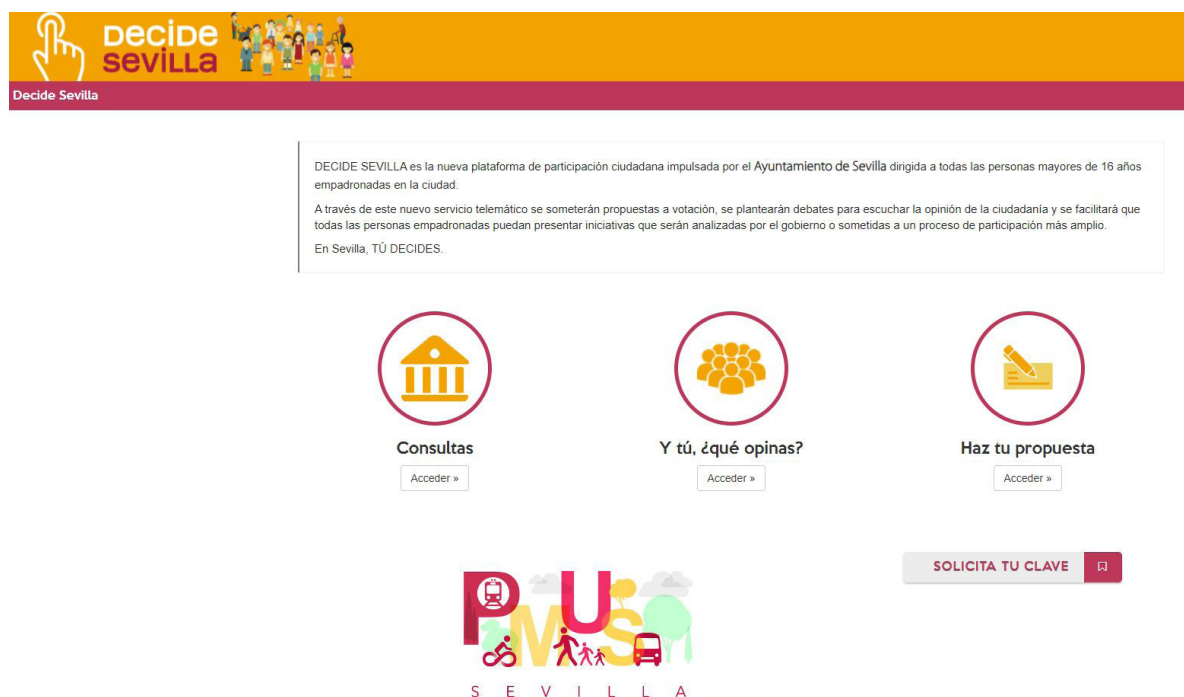 DECIDE
SEVILLA
Decide Sevilla
DECIDE SEVILLA es la nueva plataforma de participación ciudadana impulsada por el Ayuntamiento de Sevilla dirigida a todas las personas mayores de 16 años
empadronadas en la ciudad.
A través de este nuevo servicio telemático se someterán propuestas a votación, se plantearán debates para escuchar la opinión de la ciudadanía y se facilitará que
todas las personas empadronadas puedan presentar iniciativas que serán analizadas por el gobierno o sometidas a un proceso de participación más amplio.
En Sevilla, TÚ DECIDES.
Consultas
Acceder »
Y tú, ¿qué opinas?
Acceder »
Haz tu propuesta
Acceder »
SOLICITA TU CLAVE
PMUS
SEVILLA